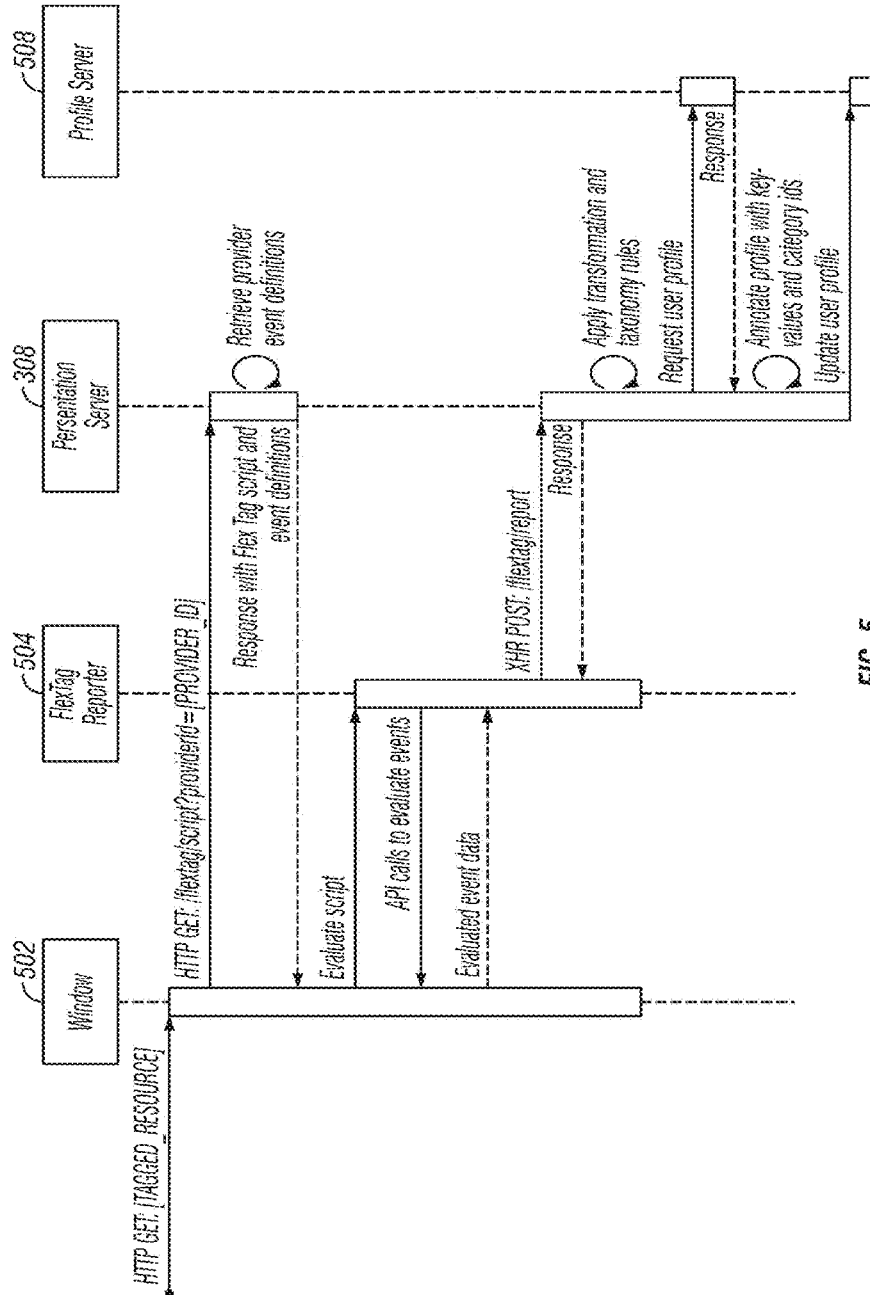 508
Profile Server
308
Persentation
Server
504
FlexTag
Reporter
502
Window
HTTP GET: [TAGGED_RESOURCE]
HTTP GET: /flextag/script?providerId=[PROVIDER_ID]
Retrieve provider
event definitions
Response with Flex Tag script and
event definitions
Evaluate script
API calls to evaluate events
Evaluated event data
XHR POST: /flextag/report
Response
Apply transformation and
taxonomy rules
Request user profile
Response
Annotate profile with key-
values and category ids
Update user profile
FIG. 5